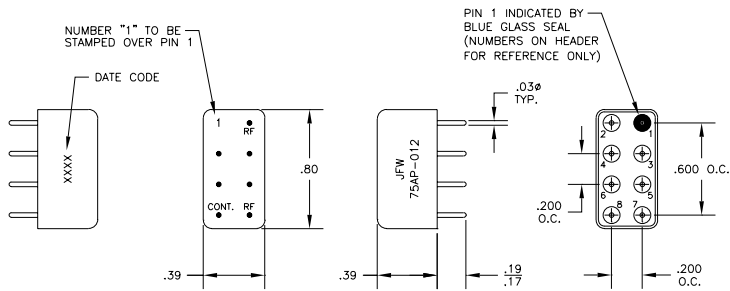 NUMBER "1" TO BE
STAMPED OVER PIN 1
DATE CODE
XXXX
1
RF
CONT. RF
.80
.39
PIN 1 INDICATED BY
BLUE GLASS SEAL
(NUMBERS ON HEADER
FOR REFERENCE ONLY)
.03ø
TYP.
JFW
75AP-012
.39
.19
.17
2 1
4 3
6 5
8 7
.600 O.C.
.200
O.C.
.200
O.C.